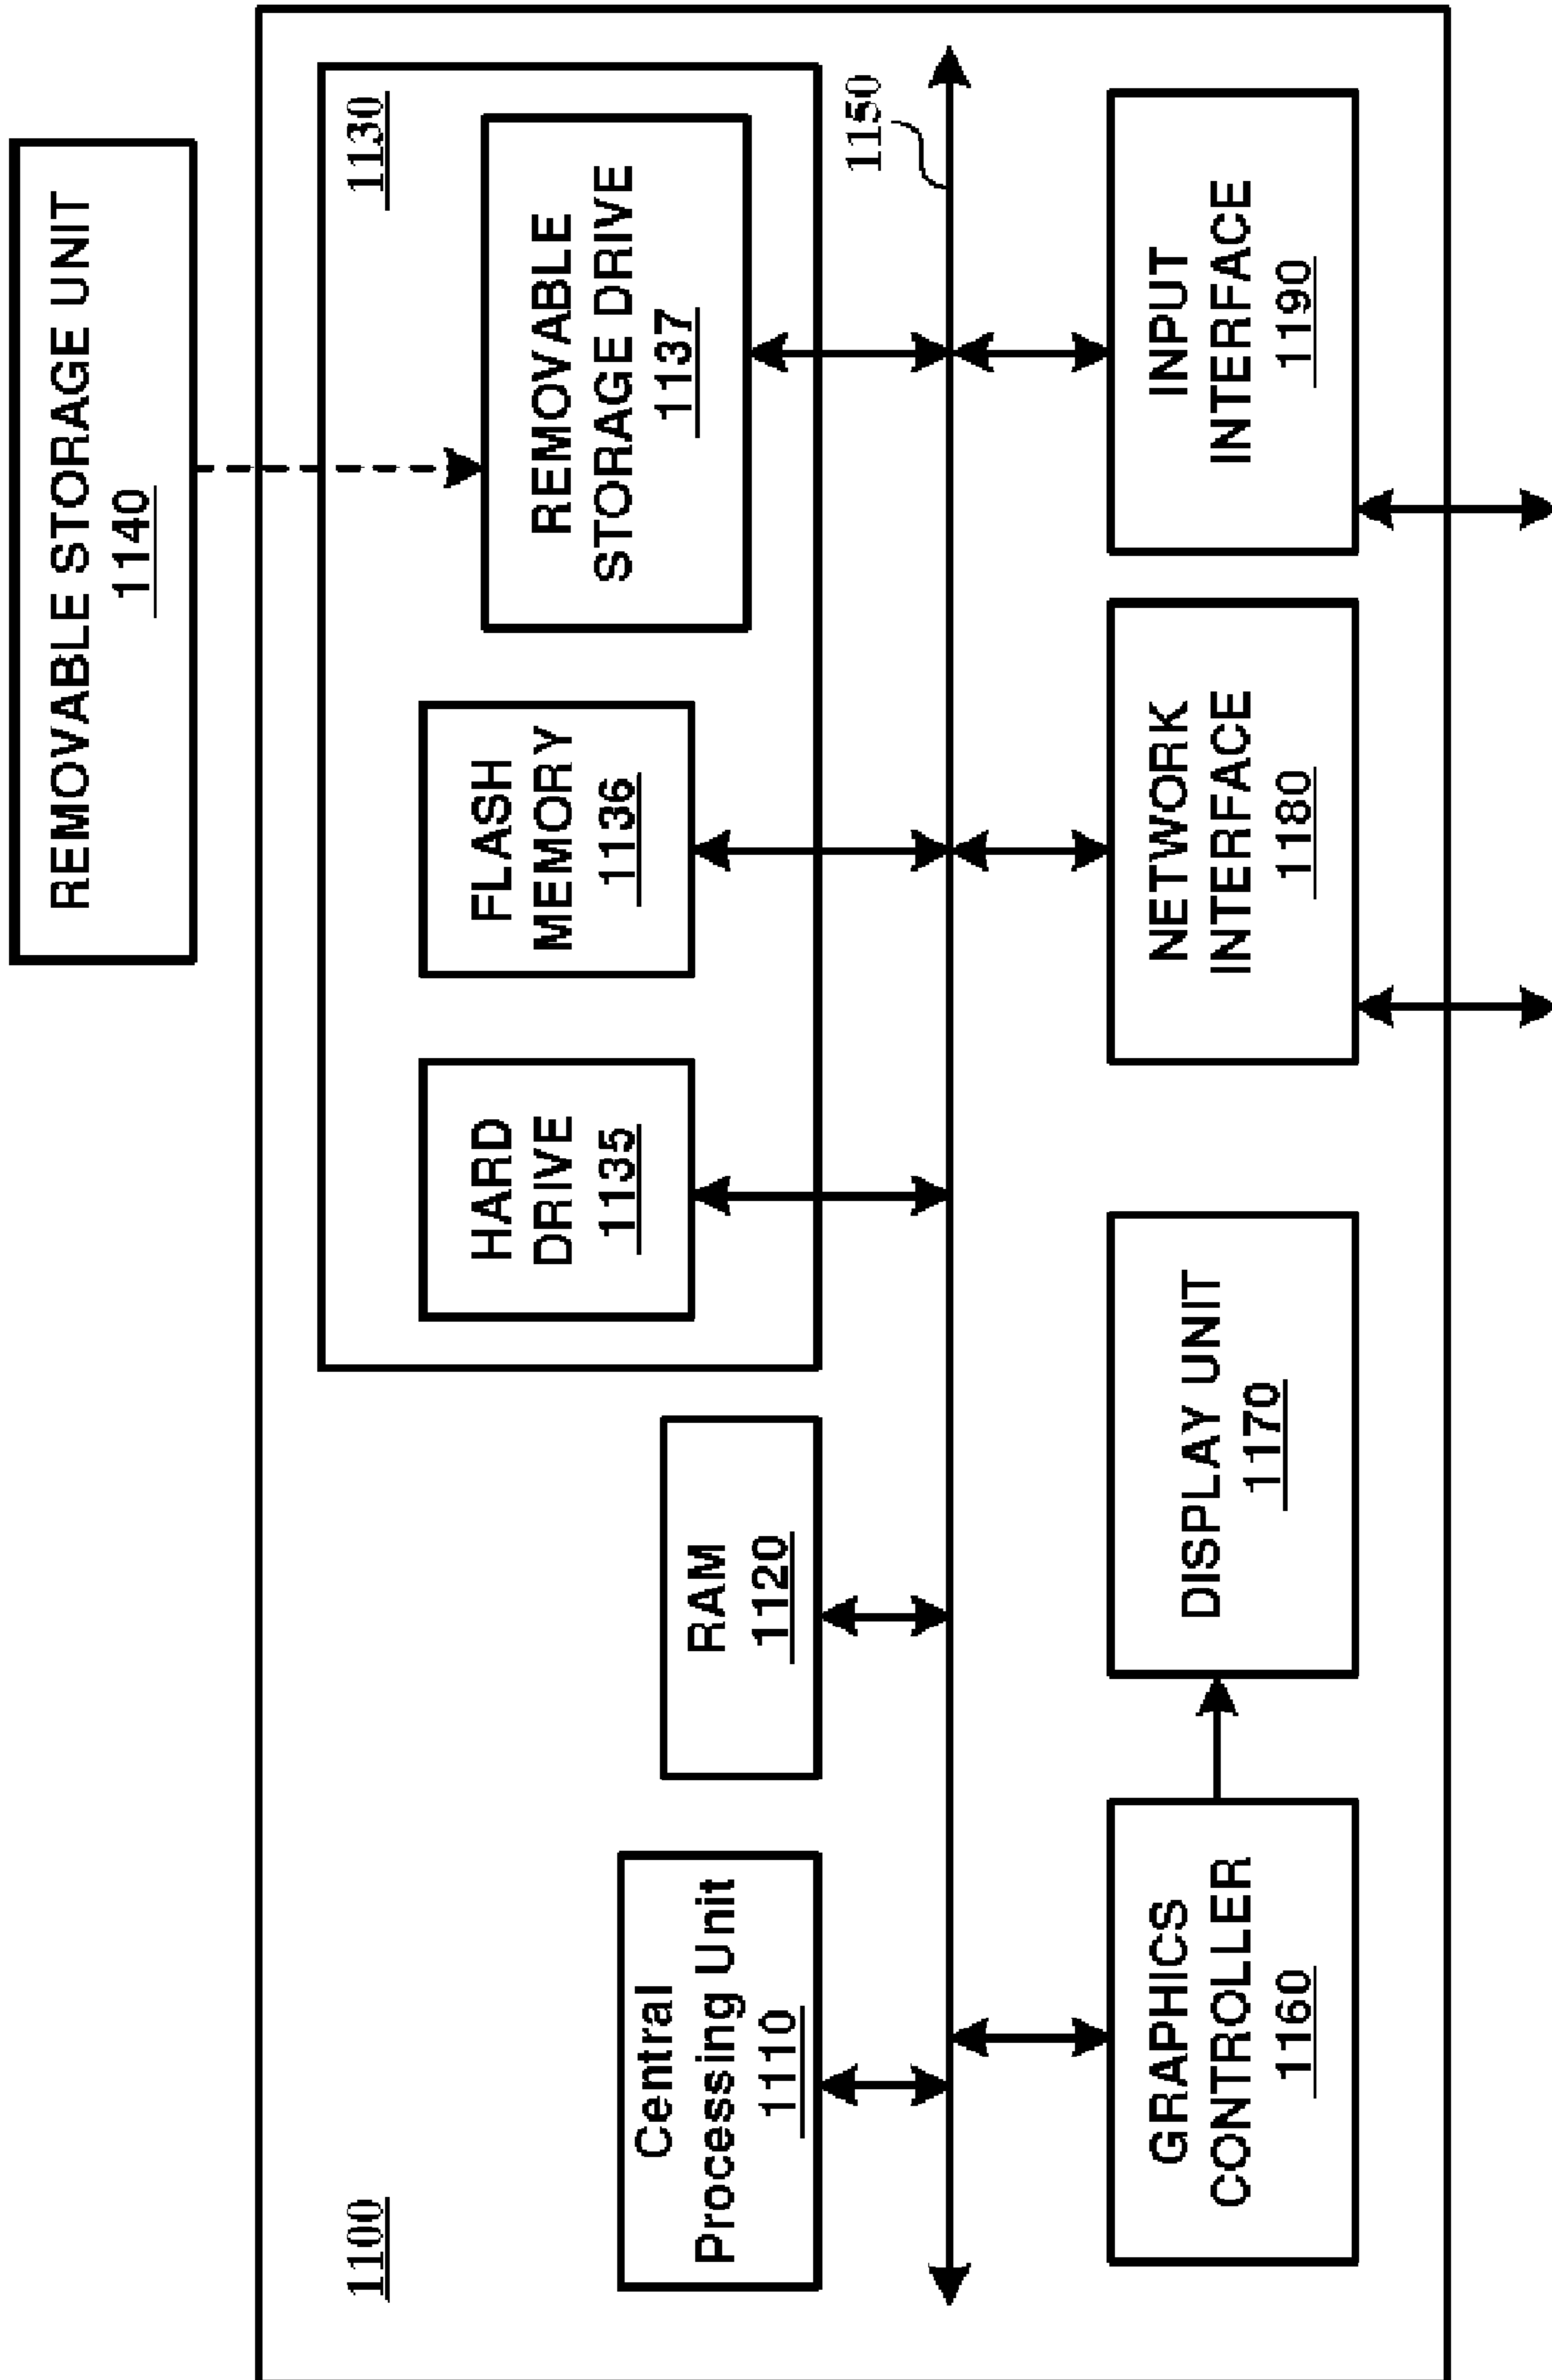 REMOVABLE STORAGE UNIT
1140
1100
1130
Central
Processing Unit
1110
RAM
1120
HARD
DRIVE
1135
FLASH
MEMORY
1136
REMOVABLE
STORAGE DRIVE
1137
1150
GRAPHICS
CONTROLLER
1160
DISPLAY UNIT
1170
NETWORK
INTERFACE
1180
INPUT
INTERFACE
1190